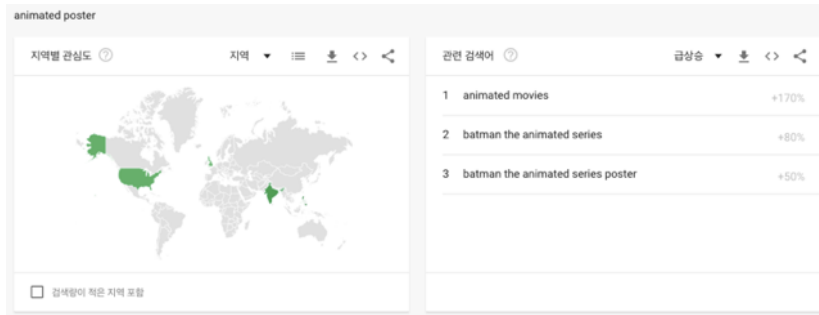 animated poster
지역별 관심도
지역
관련 검색어
급상승
1 animated movies +170%
2 batman the animated series +80%
3 batman the animated series poster +50%
검색량이 적은 지역 포함